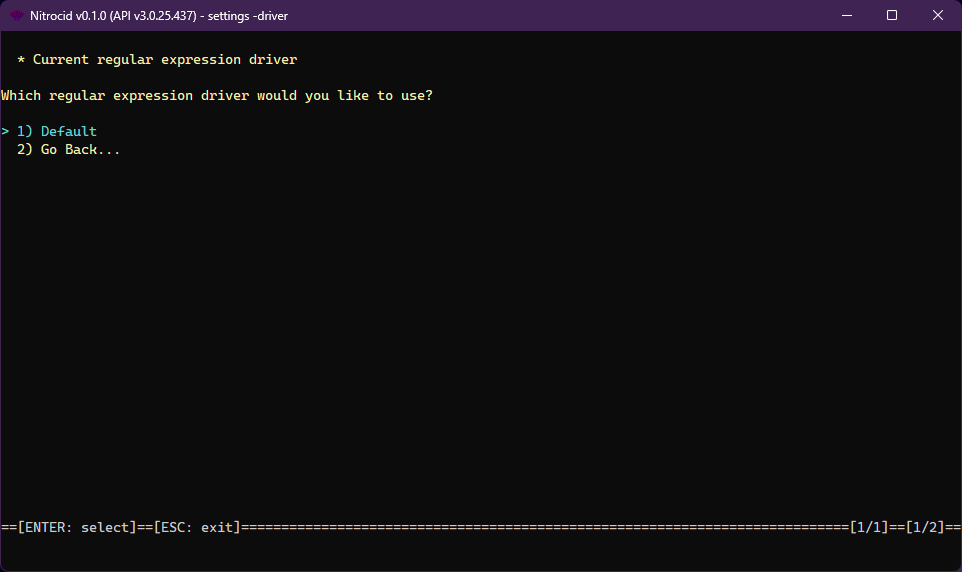 Nitrocid v0.1.0 (API v3.0.25.437) - settings -driver
* Current regular expression driver
Which regular expression driver would you like to use?
> 1) Default
2) Go Back...
==[ENTER: select]==[ESC: exit]============================================================================[1/1]==[1/2]==